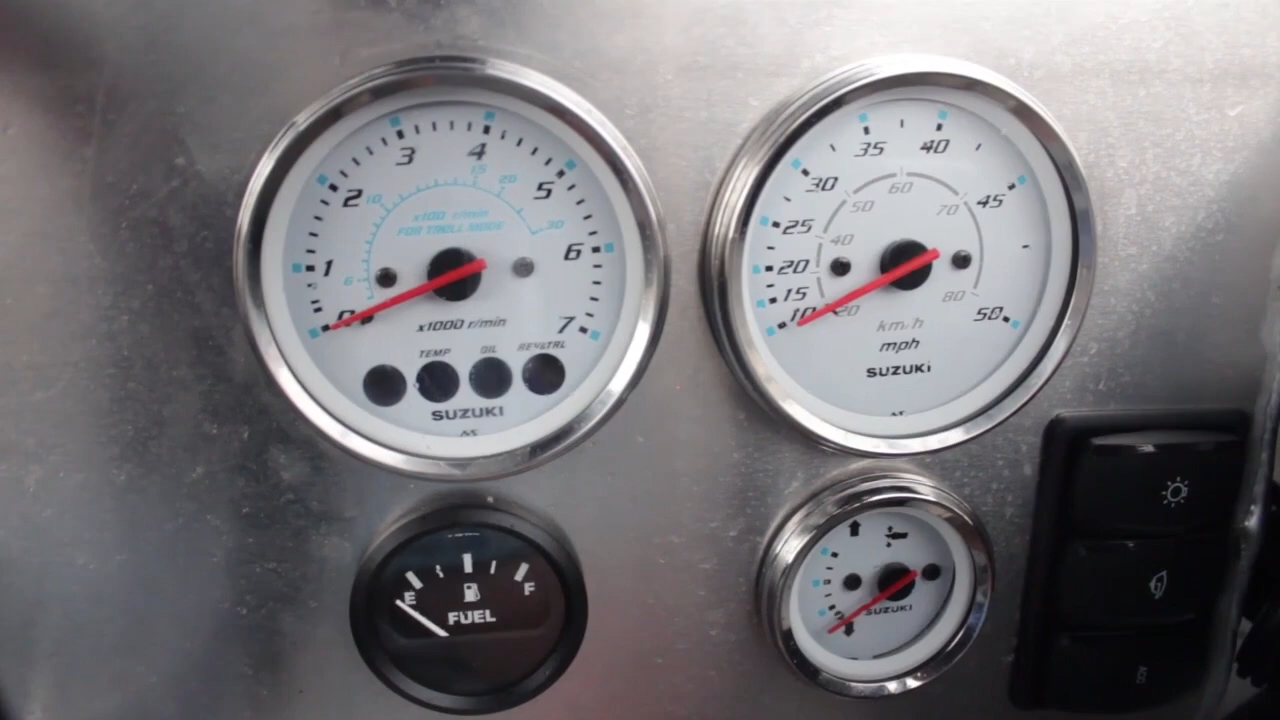 0 1 2 3 4 5 6 7
6 10 15 20 30
x100 r/min
FOR TROLL MODE
x1000 r/min
TEMP OIL REV-LTRL
SUZUKI
10 15 20 25 30 35 40 45 50
20 40 50 60 70 80
km/h
mph
SUZUKI
E F
FUEL
SUZUKI